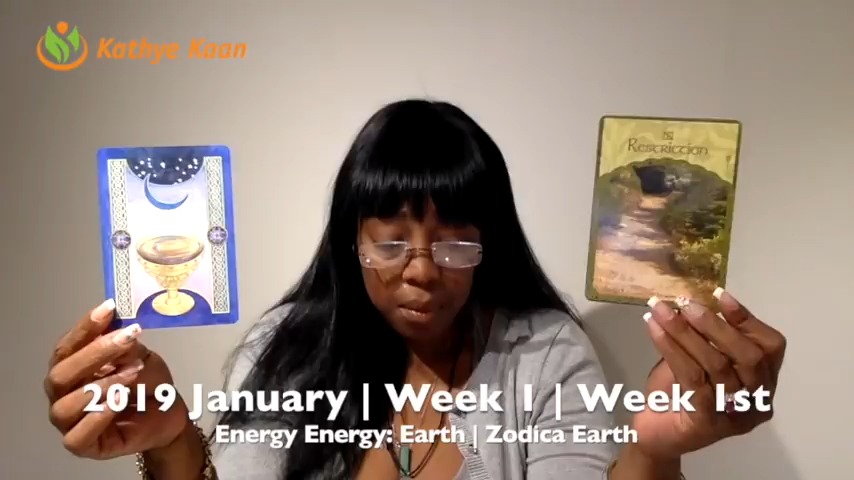 Kathye Kaan
Restriction
2019 January | Week 1 | Week 1st
Energy Energy: Earth | Zodica Earth